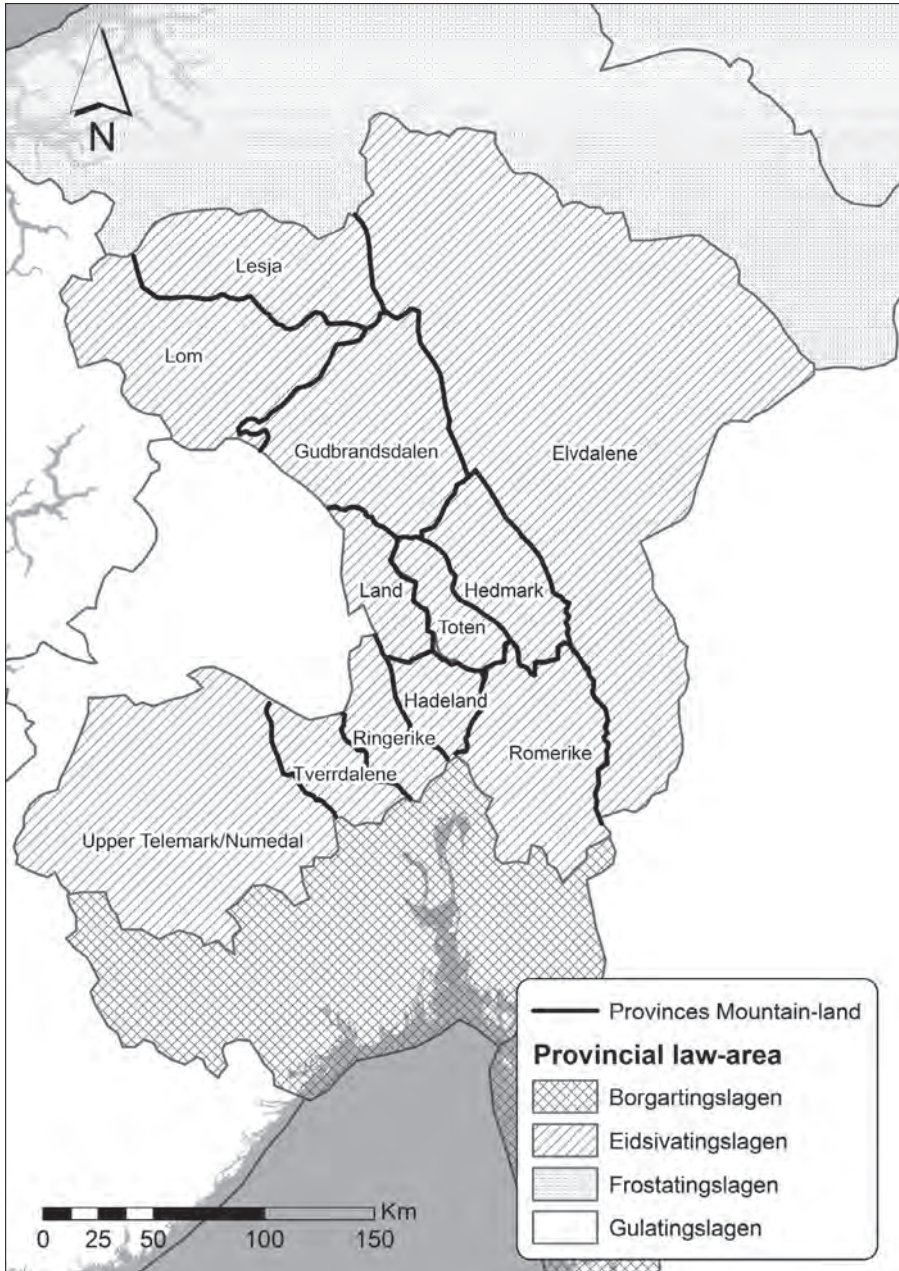 N
Lesja
Lom
Gudbrandsdalen
Elvdalene
Land
Hedmark
Toten
Hadeland
Ringerike
Romerike
Tverrdalene
Upper Telemark/Numedal
Provinces Mountain-land
Provincial law-area
Borgartingslagen
Eidsivatingslagen
Frostatingslagen
Gulatingslagen
Km
0 25 50 100 150